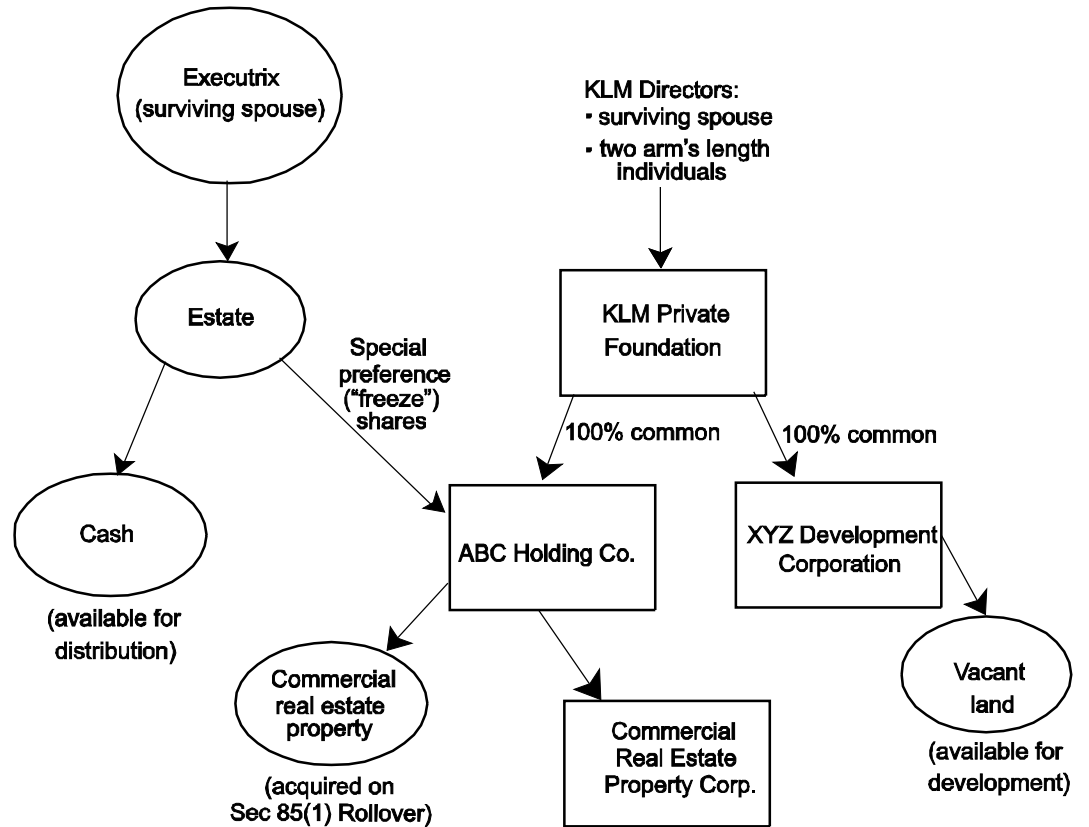 Executrix
(surviving spouse)
KLM Directors:
· surviving spouse
· two arm's length
individuals
Estate
KLM Private
Foundation
Special
preference
("freeze")
shares
100% common
100% common
Cash
ABC Holding Co.
XYZ Development
Corporation
(available for
distribution)
Commercial
real estate
property
Vacant
land
Commercial
Real Estate
Property Corp.
(available for
development)
(acquired on
Sec 85(1) Rollover)